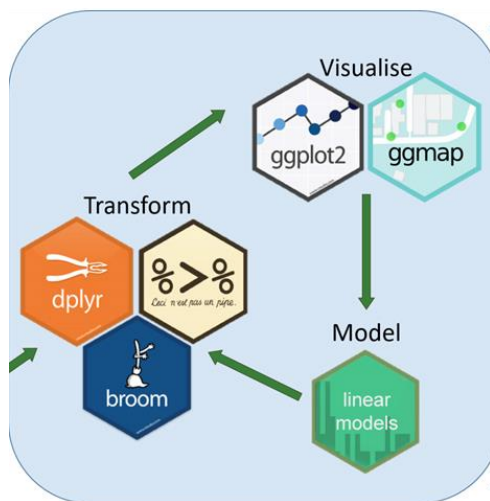 Visualise
ggplot2
ggmap
Transform
dplyr
%>%
Ceci n'est pas un pipe.
broom
Model
linear
models